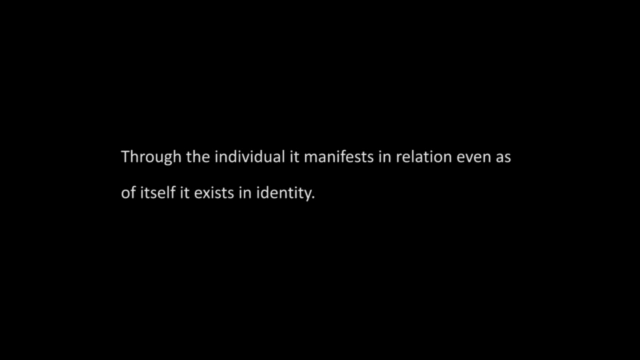 Through the individual it manifests in relation even as
of itself it exists in identity.